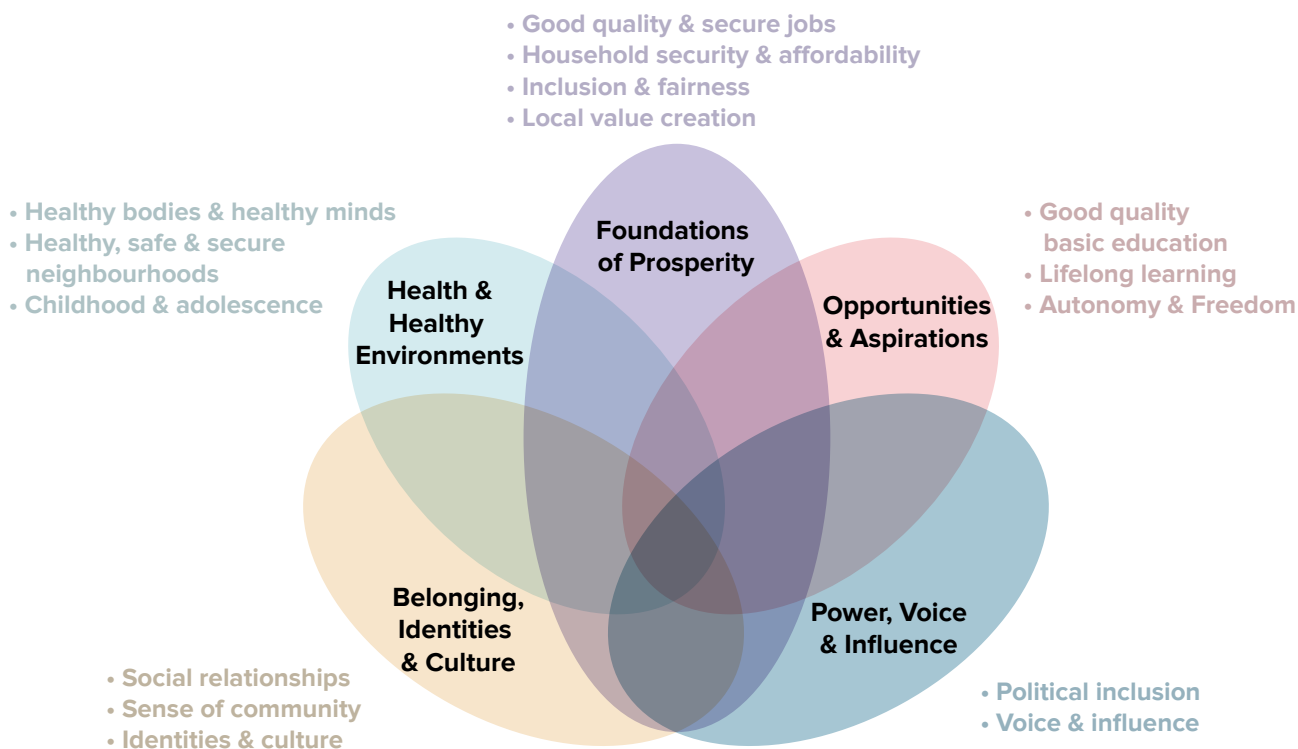 • Good quality & secure jobs
• Household security & affordability
• Inclusion & fairness
• Local value creation
• Healthy bodies & healthy minds
• Healthy, safe & secure
neighbourhoods
• Childhood & adolescence
• Good quality
basic education
• Lifelong learning
• Autonomy & Freedom
Foundations
of Prosperity
Health &
Healthy
Environments
Opportunities
& Aspirations
Belonging,
Identities
& Culture
Power, Voice
& Influence
• Social relationships
• Sense of community
• Identities & culture
• Political inclusion
• Voice & influence